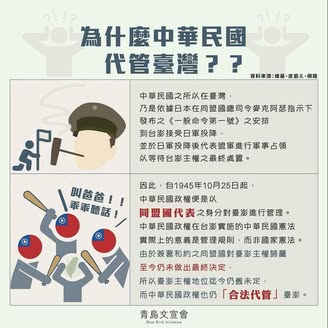 為什麼中華民國
代管臺灣？？
資料來源：維基、皮筋人、網路
中華民國之所以在臺灣，
乃是依據日本在同盟國總司令麥克阿瑟指示下
發布之《一般命令第一號》之安排
到台澎接受日軍投降，
並於日軍投降後代表盟軍進行軍事占領
以等待台澎主權之最終處置。
叫爸爸！！
乖乖聽話！
因此，自1945年10月25日起，
中華民國政權便是以
同盟國代表之身分對臺澎進行管理。
中華民國政權在台澎實施的中華民國憲法
實際上的意義是管理規則，而非國家憲法。
由於簽署和約之同盟國對臺澎主權歸屬
至今仍未做出最終決定，
所以臺澎主權地位迄今仍舊未定，
而中華民國政權也仍「合法代管」臺澎。
青鳥文宣會
Blue Bird Initiative